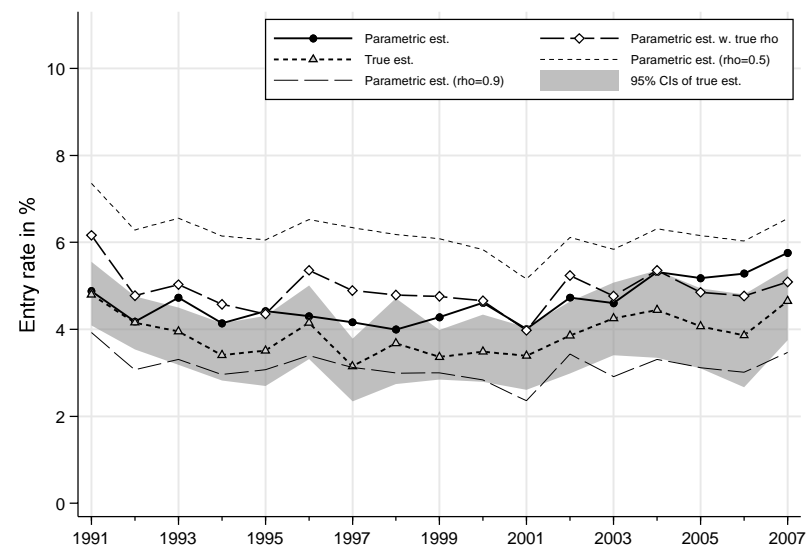 Parametric est.
Parametric est. w. true rho
True est.
Parametric est. (rho=0.5)
Parametric est. (rho=0.9)
95% CIs of true est.
Entry rate in %
10
8
6
4
2
0
1991 1993 1995 1997 1999 2001 2003 2005 2007